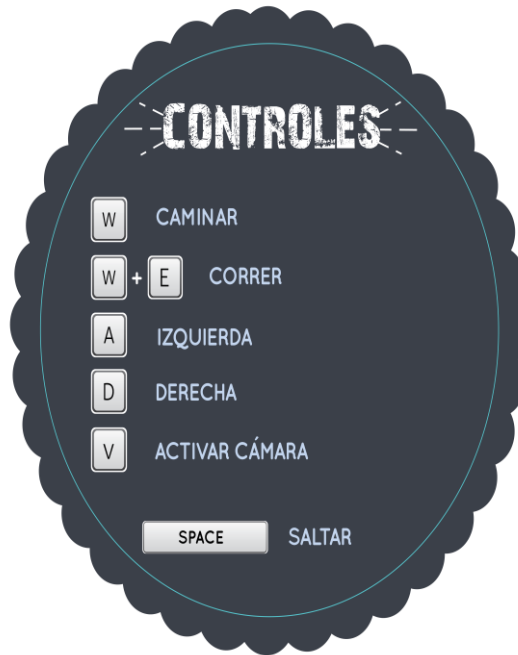 CONTROLES
W CAMINAR
W + E CORRER
A IZQUIERDA
D DERECHA
V ACTIVAR CÁMARA
SPACE SALTAR